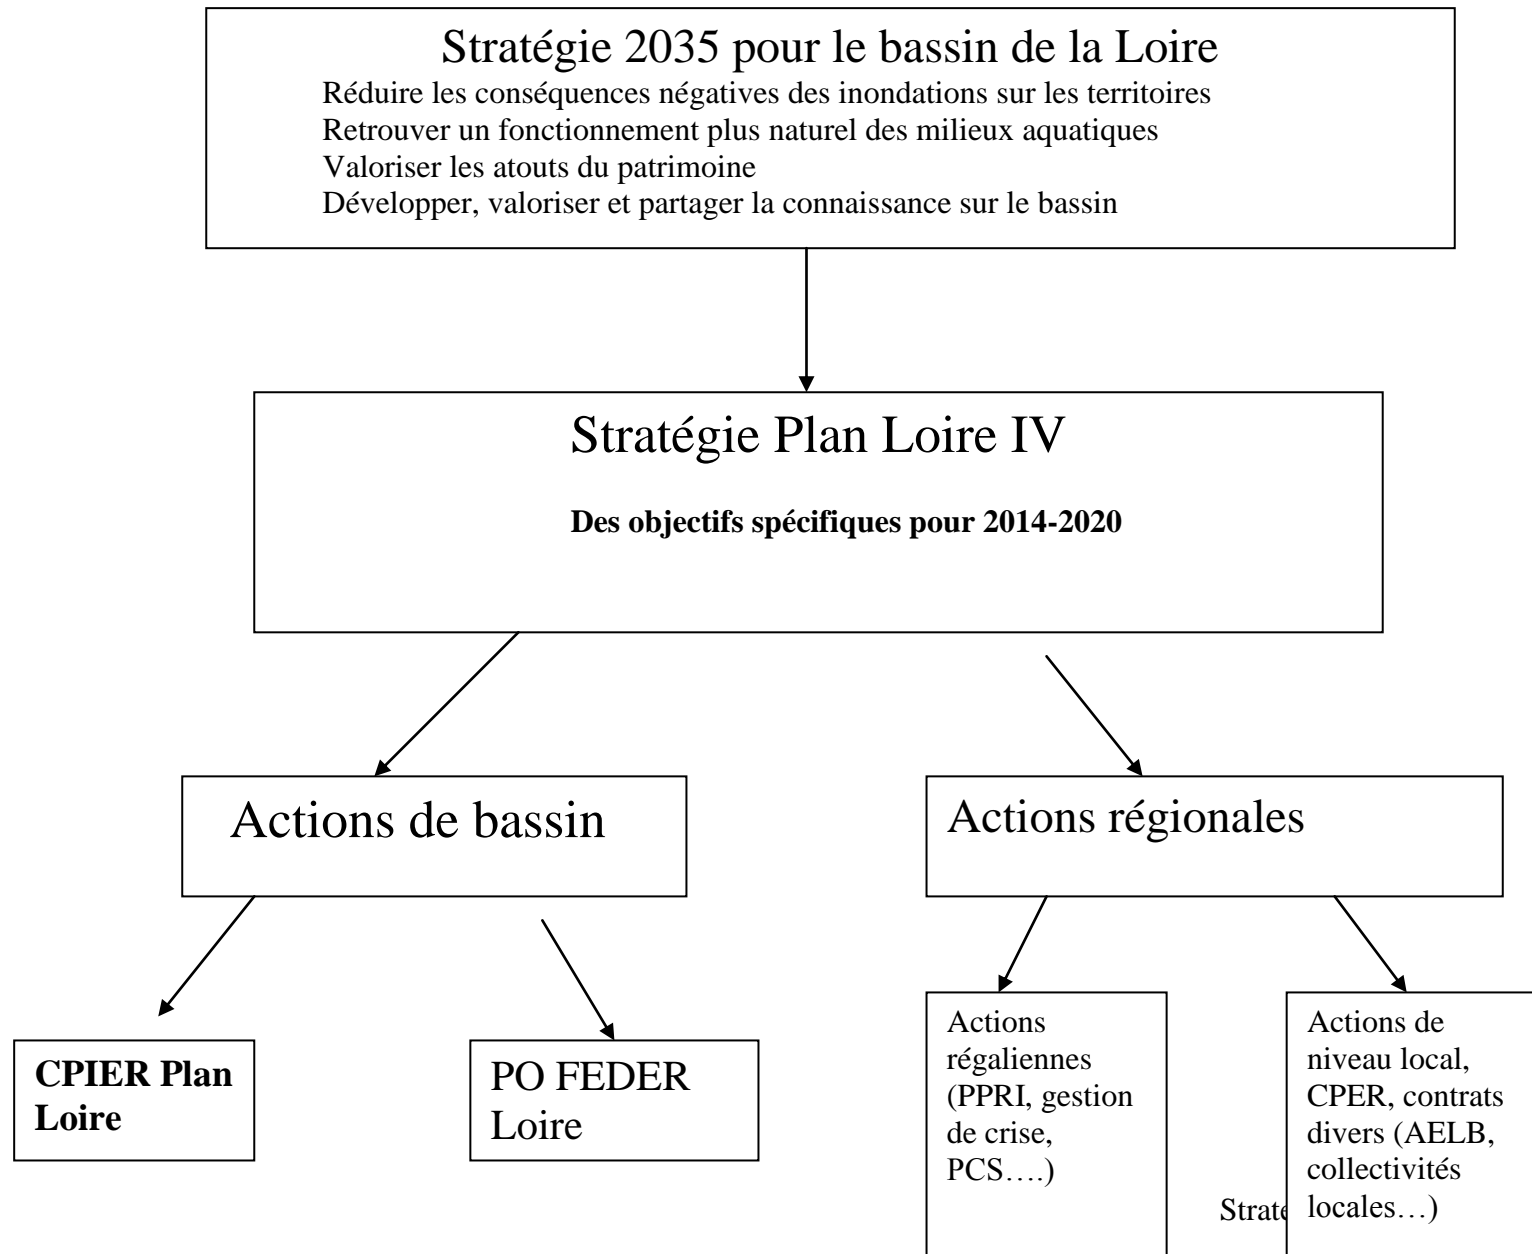 Stratégie 2035 pour le bassin de la Loire
Réduire les conséquences négatives des inondations sur les territoires
Retrouver un fonctionnement plus naturel des milieux aquatiques
Valoriser les atouts du patrimoine
Développer, valoriser et partager la connaissance sur le bassin
Stratégie Plan Loire IV
Des objectifs spécifiques pour 2014-2020
Actions de bassin
Actions régionales
CPIER Plan
Loire
PO FEDER
Loire
Actions
régaliennes
(PPRI, gestion
de crise,
PCS….)
Actions de
niveau local,
CPER, contrats
divers (AELB,
collectivités
locales…)